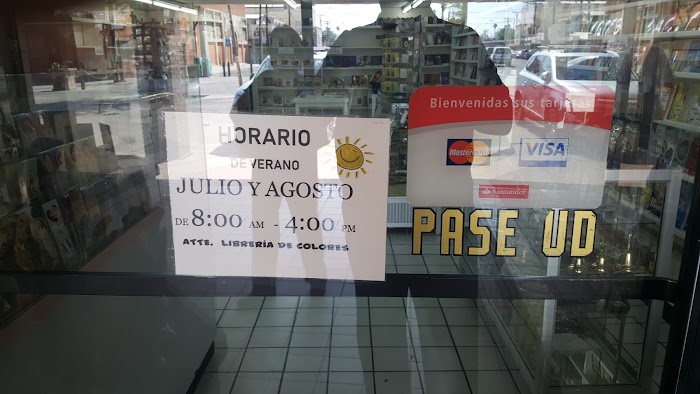 HORARIO
DE VERANO
JULIO Y AGOSTO
DE 8:00 AM - 4:00 PM
ATTE. LIBRERÍA DE COLORES
Bienvenidas sus tarjetas
MasterCard
VISA
Santander
PASE UD